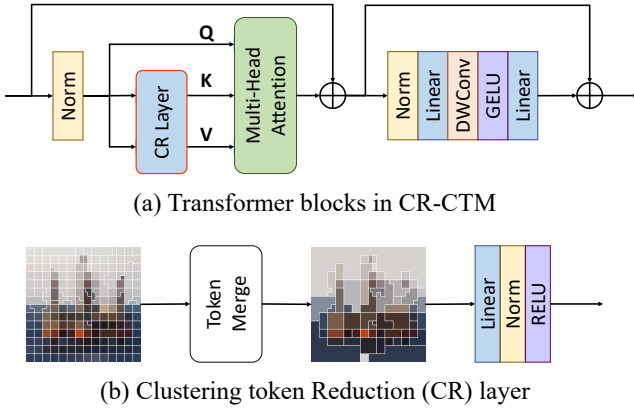 Q
Norm
CR Layer
K
V
Multi-Head
Attention
Norm
Linear
DWConv
GELU
Linear
(a) Transformer blocks in CR-CTM
Token
Merge
Linear
Norm
RELU
(b) Clustering token Reduction (CR) layer